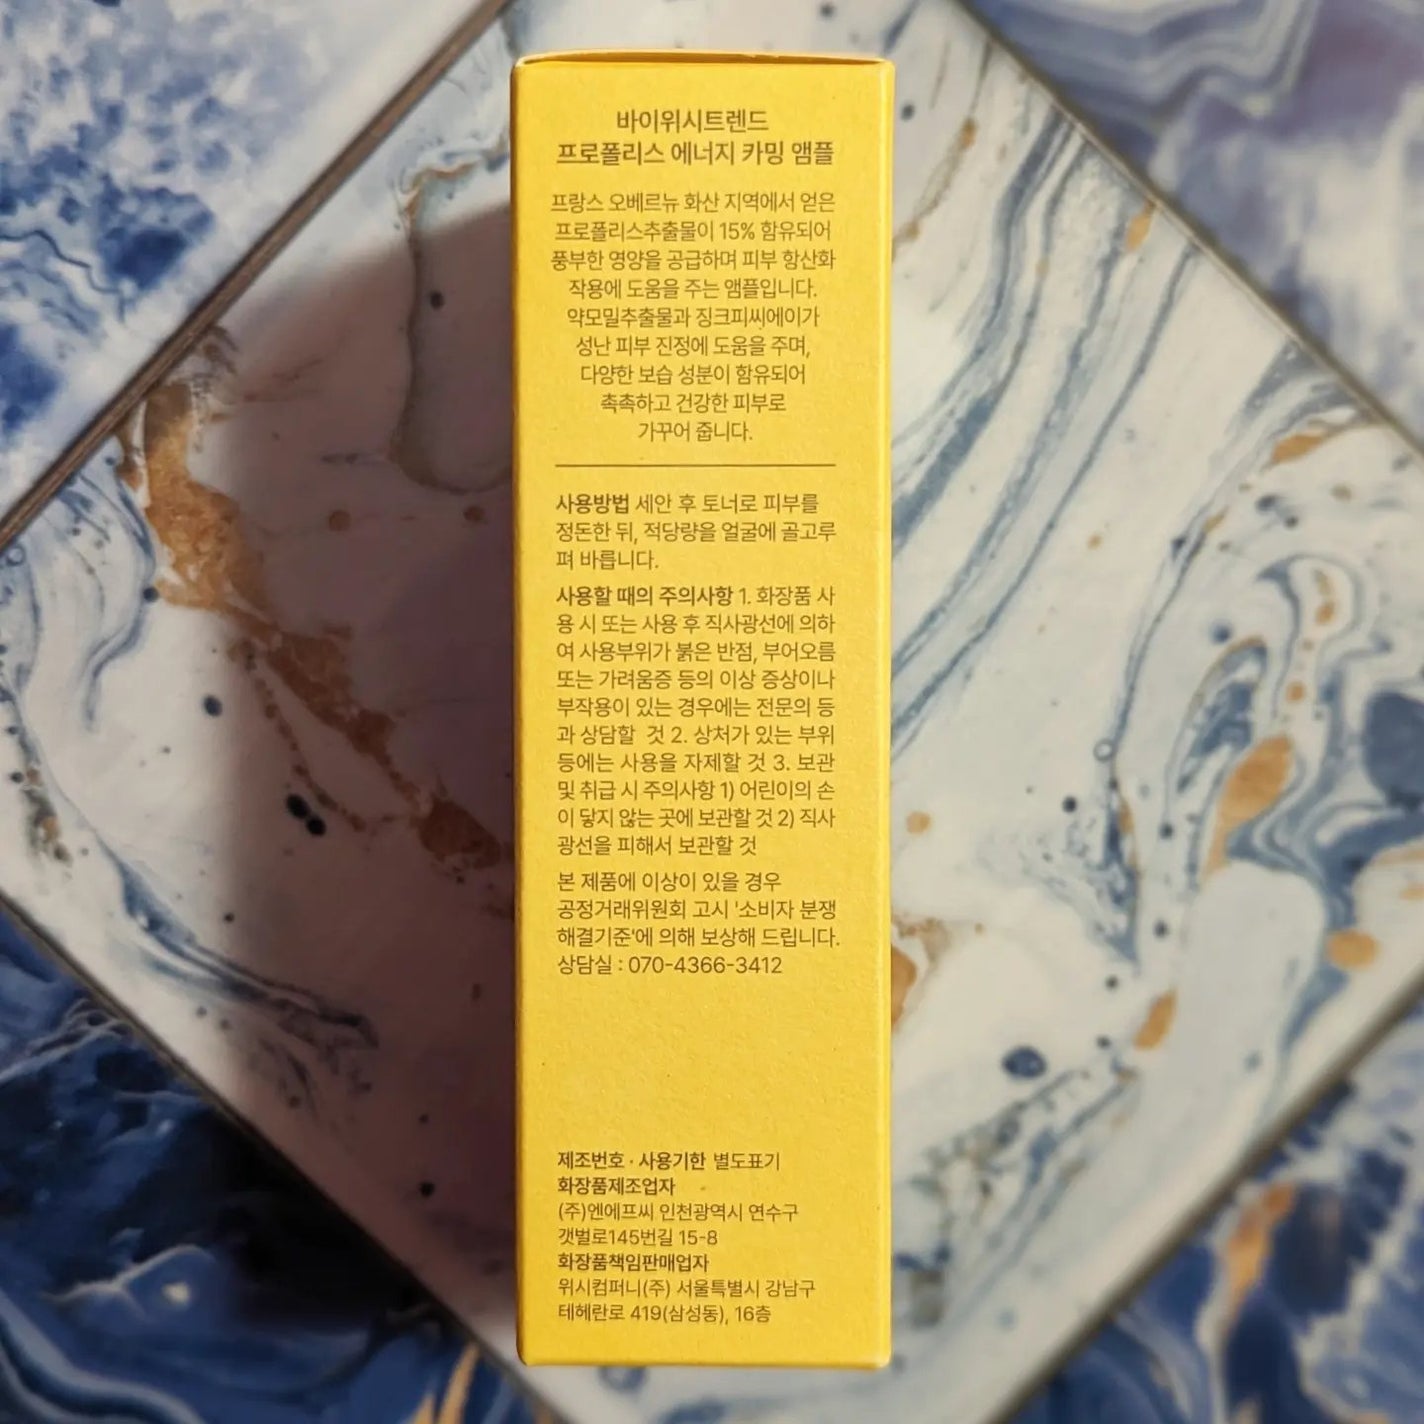 바이위시트렌드
프로폴리스 에너지 카밍 앰플
프랑스 오베르뉴 화산 지역에서 얻은
프로폴리스추출물이 15% 함유되어
풍부한 영양을 공급하며 피부 항산화
작용에 도움을 주는 앰플입니다.
약모밀추출물과 징크피씨에이가
성난 피부 진정에 도움을 주며,
다양한 보습 성분이 함유되어
촉촉하고 건강한 피부로
가꾸어 줍니다.
사용방법 세안 후 토너로 피부를
정돈한 뒤, 적당량을 얼굴에 골고루
펴 바릅니다.
사용할 때의 주의사항 1. 화장품 사
용 시 또는 사용 후 직사광선에 의하
여 사용부위가 붉은 반점, 부어오름
또는 가려움증 등의 이상 증상이나
부작용이 있는 경우에는 전문의 등
과 상담할 것 2. 상처가 있는 부위
등에는 사용을 자제할 것 3. 보관
및 취급 시 주의사항 1) 어린이의 손
이 닿지 않는 곳에 보관할 것 2) 직사
광선을 피해서 보관할 것
본 제품에 이상이 있을 경우
공정거래위원회 고시 '소비자 분쟁
해결기준'에 의해 보상해 드립니다.
상담실 : 070-4366-3412
제조번호 · 사용기한 별도표기
화장품제조업자
(주)엔에프씨 인천광역시 연수구
갯벌로145번길 15-8
화장품책임판매업자
위시컴퍼니(주) 서울특별시 강남구
테헤란로 419(삼성동), 16층